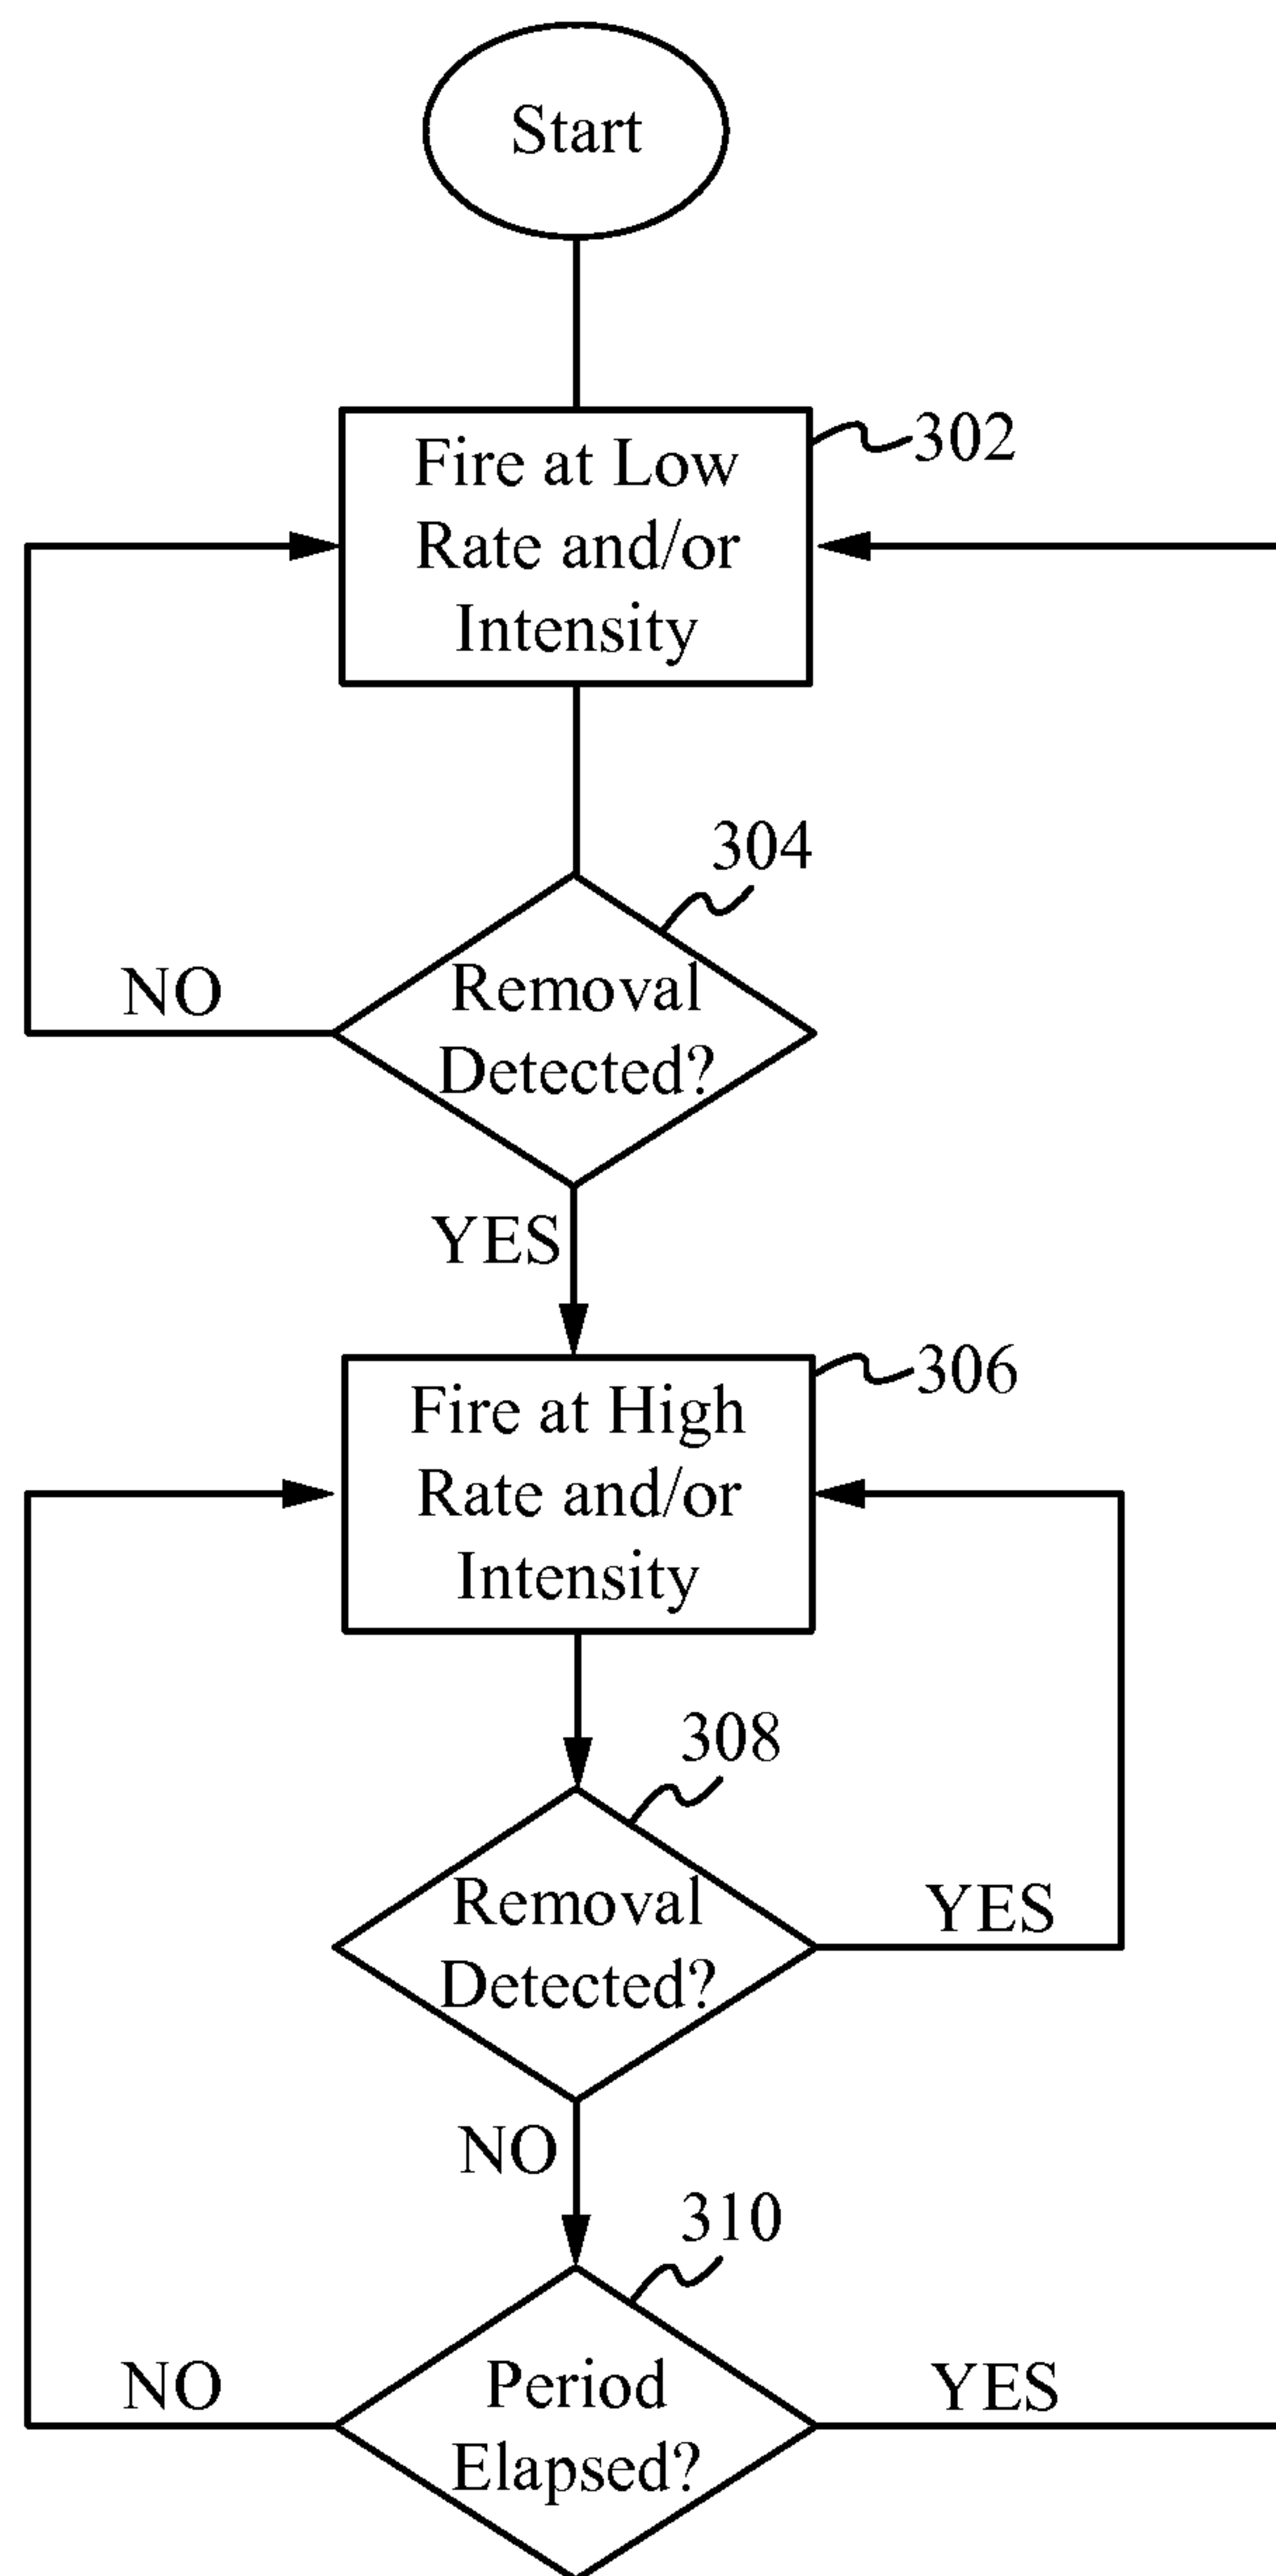 Start
Fire at Low
Rate and/or
Intensity
302
304
Removal
Detected?
NO
YES
Fire at High
Rate and/or
Intensity
306
308
Removal
Detected?
YES
NO
310
Period
Elapsed?
NO
YES